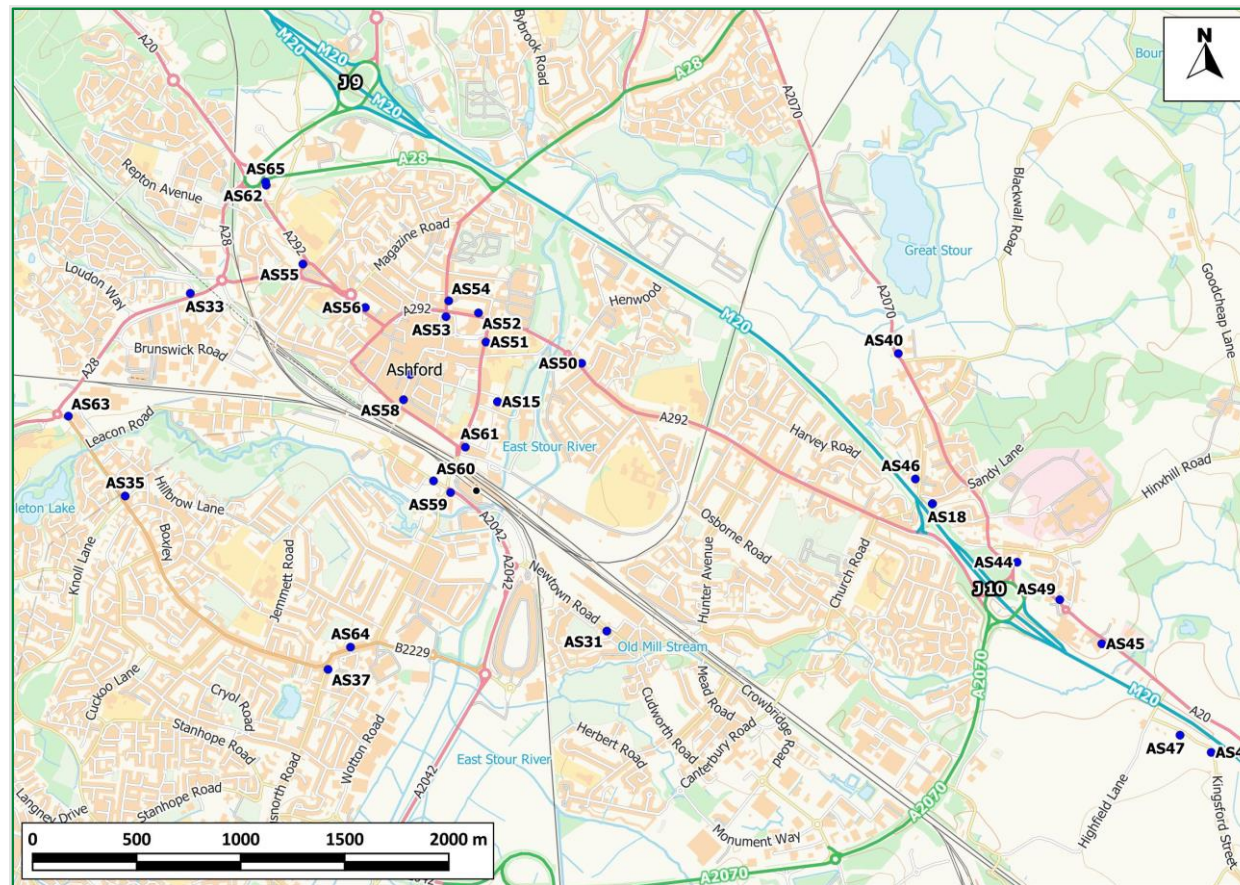 A20
M20
M20
J 9
M20
Bybrook Road
A28
A2070
N
Great Stour
Blackwall Road
Goodcheap Lane
Repton Avenue
AS65
AS62
A28
A28
A292
Magazine Road
Loudon Way
AS55
AS33
AS56
A292
AS54
AS53
AS52
AS51
Henwood
M20
A2070
AS40
Brunswick Road
A28
Ashford
AS50
AS63
Leacon Road
AS58
AS15
A292
Harvey Road
AS61
East Stour River
AS60
AS59
AS35
Hillbrow Lane
Boxley
Knoll Lane
AS46
AS18
Sandy Lane
Hinxhill Road
A2042
A2042
Jemmett Road
Newtown Road
Osborne Road
Hunter Avenue
Church Road
AS44
J 10
AS49
AS31
Old Mill Stream
AS45
AS64
B2229
AS37
Cuckoo Lane
Cryol Road
Stanhope Road
Wotton Road
Mead Road
Cudworth Road
Canterbury Road
Crowbridge Road
Herbert Road
A2070
M20
A20
AS47
AS4
East Stour River
A2042
Stanhope Road
Langney Drive
Highfield Lane
Kingsford Street
A2070
Monument Way
A2070
0 500 1000 1500 2000 m